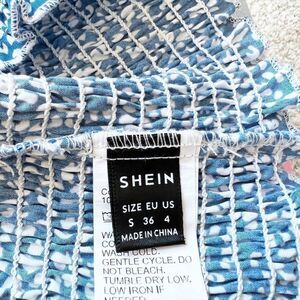 SHEIN
SIZE EU US
S 36 4
MADE IN CHINA
WASH COLD.
GENTLE CYCLE. DO
NOT BLEACH.
TUMBLE DRY LOW.
LOW IRON IF